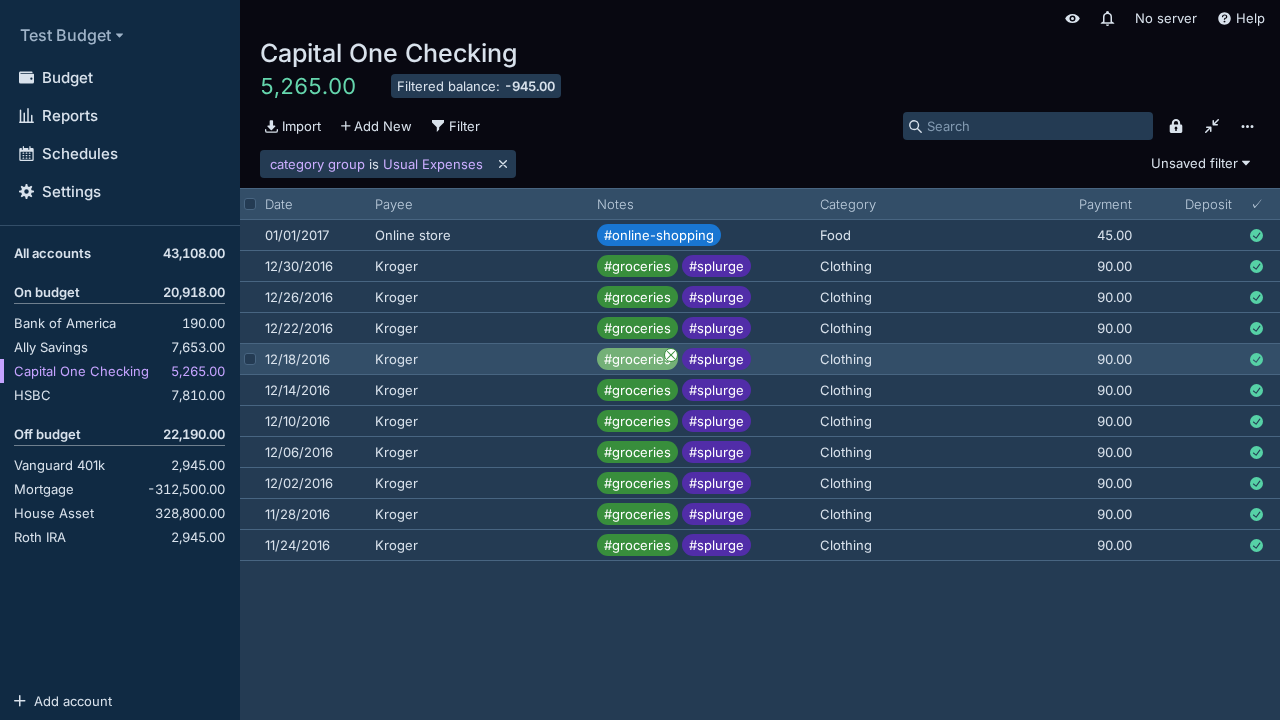 Test Budget
Budget
Reports
Schedules
Settings
All accounts 43,108.00
On budget 20,918.00
Bank of America 190.00
Ally Savings 7,653.00
Capital One Checking 5,265.00
HSBC 7,810.00
Off budget 22,190.00
Vanguard 401k 2,945.00
Mortgage -312,500.00
House Asset 328,800.00
Roth IRA 2,945.00
Add account
No server Help
Capital One Checking
5,265.00 Filtered balance: -945.00
Import Add New Filter Search
category group is Usual Expenses Unsaved filter
Date Payee Notes Category Payment Deposit ✓
01/01/2017 Online store #online-shopping Food 45.00
12/30/2016 Kroger #groceries #splurge Clothing 90.00
12/26/2016 Kroger #groceries #splurge Clothing 90.00
12/22/2016 Kroger #groceries #splurge Clothing 90.00
12/18/2016 Kroger #groceries #splurge Clothing 90.00
12/14/2016 Kroger #groceries #splurge Clothing 90.00
12/10/2016 Kroger #groceries #splurge Clothing 90.00
12/06/2016 Kroger #groceries #splurge Clothing 90.00
12/02/2016 Kroger #groceries #splurge Clothing 90.00
11/28/2016 Kroger #groceries #splurge Clothing 90.00
11/24/2016 Kroger #groceries #splurge Clothing 90.00